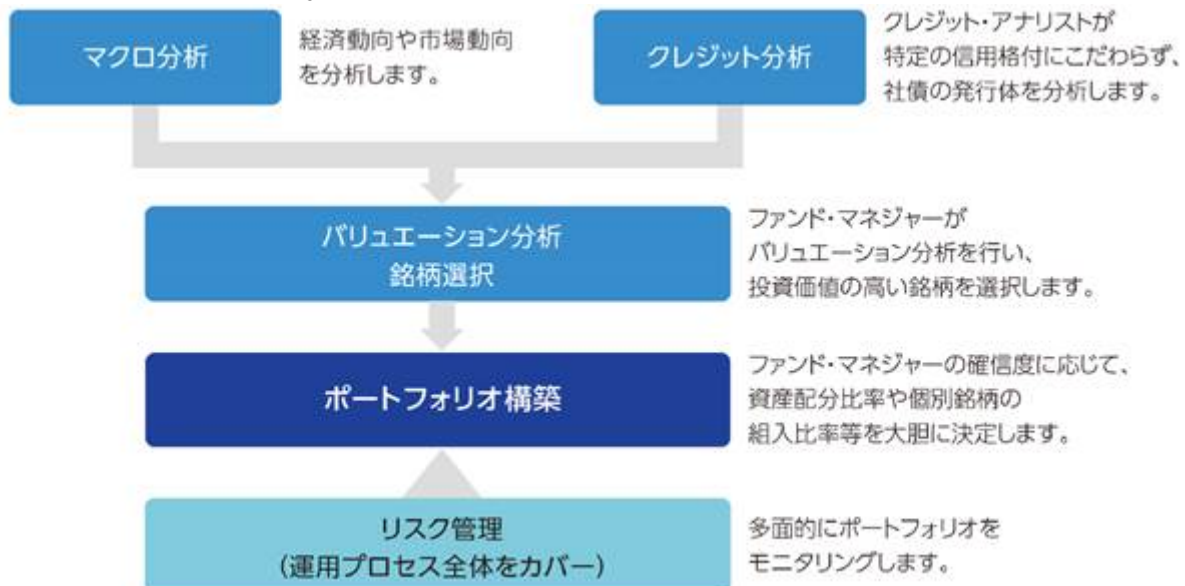 マクロ分析
経済動向や市場動向
を分析します。
クレジット分析
クレジット・アナリストが
特定の信用格付にこだわらず、
社債の発行体を分析します。
バリュエーション分析
銘柄選択
ファンド・マネジャーが
バリュエーション分析を行い、
投資価値の高い銘柄を選択します。
ポートフォリオ構築
ファンド・マネジャーの確信度に応じて、
資産配分比率や個別銘柄の
組入比率等を大胆に決定します。
リスク管理
(運用プロセス全体をカバー)
多面的にポートフォリオを
モニタリングします。